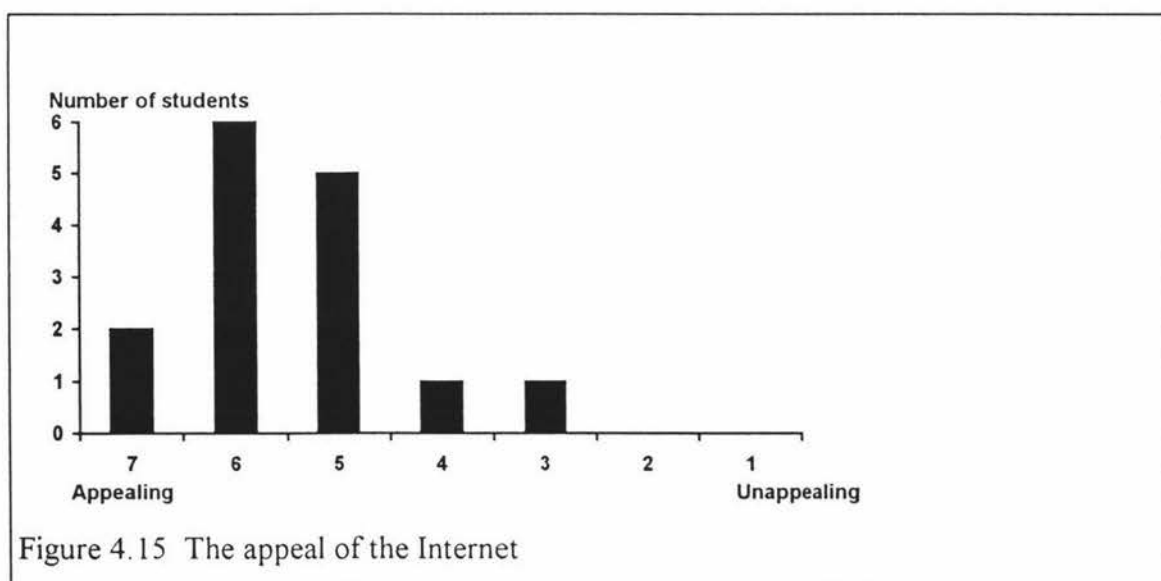 Number of students
6
5
4
3
2
1
0
7 6 5 4 3 2 1
Appealing Unappealing
Figure 4.15 The appeal of the Internet